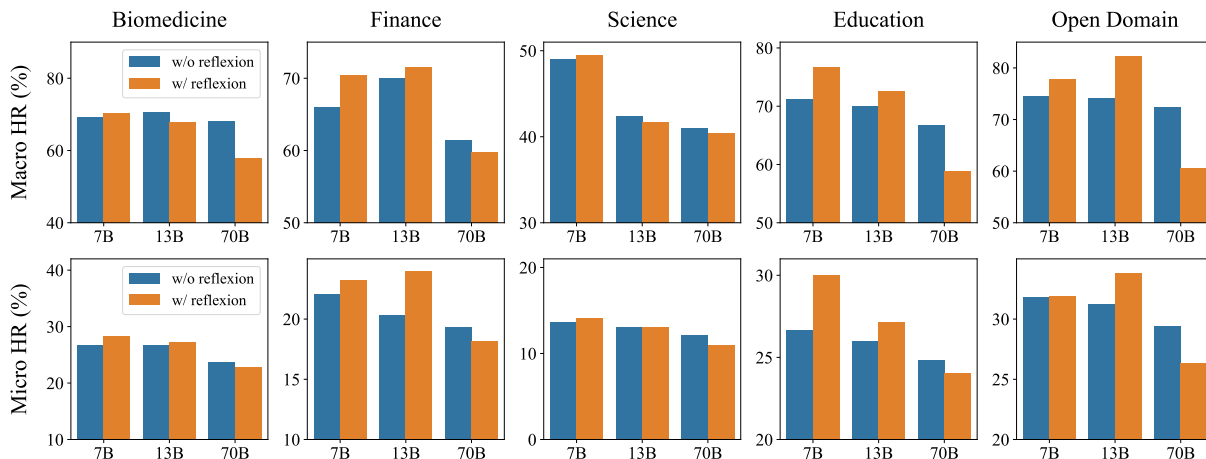 Biomedicine
Finance
Science
Education
Open Domain
Macro HR (%)
80
60
40
w/o reflexion
w/ reflexion
7B 13B 70B
70
60
50
7B 13B 70B
50
40
30
7B 13B 70B
80
70
60
50
7B 13B 70B
80
70
60
50
7B 13B 70B
Micro HR (%)
40
30
20
10
w/o reflexion
w/ reflexion
7B 13B 70B
20
15
10
7B 13B 70B
20
10
0
7B 13B 70B
30
25
20
7B 13B 70B
30
25
20
7B 13B 70B